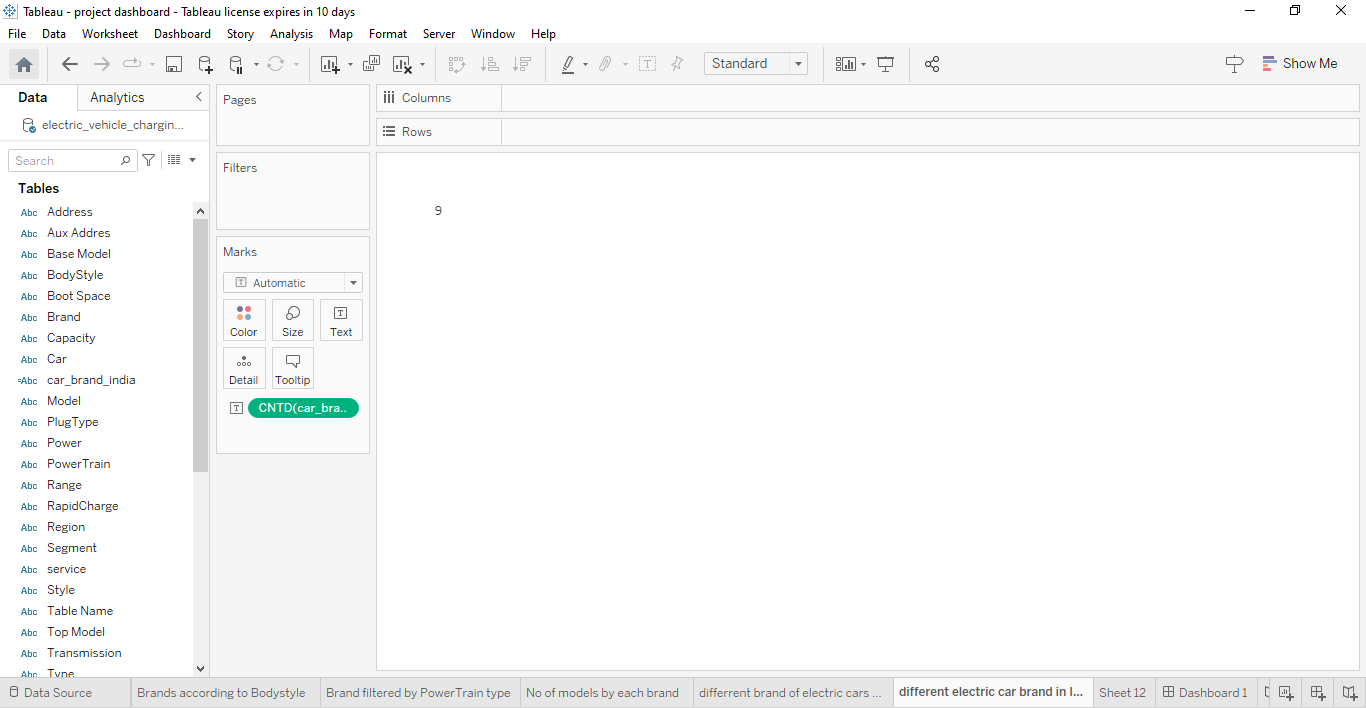 Tableau - project dashboard - Tableau license expires in 10 days
File Data Worksheet Dashboard Story Analysis Map Format Server Window Help
Standard
Show Me
Data Analytics
electric_vehicle_chargin...
Search
Tables
Abc Address
Abc Aux Addres
Abc Base Model
Abc BodyStyle
Abc Boot Space
Abc Brand
Abc Capacity
Abc Car
=Abc car_brand_india
Abc Model
Abc PlugType
Abc Power
Abc PowerTrain
Abc Range
Abc RapidCharge
Abc Region
Abc Segment
Abc service
Abc Style
Abc Table Name
Abc Top Model
Abc Transmission
Abc Type
Pages
Filters
Marks
T Automatic
Color Size Text
Detail Tooltip
T CNTD(car_bra..
Columns
Rows
9
Data Source Brands according to Bodystyle Brand filtered by PowerTrain type No of models by each brand differrent brand of electric cars ... different electric car brand in I... Sheet 12 Dashboard 1